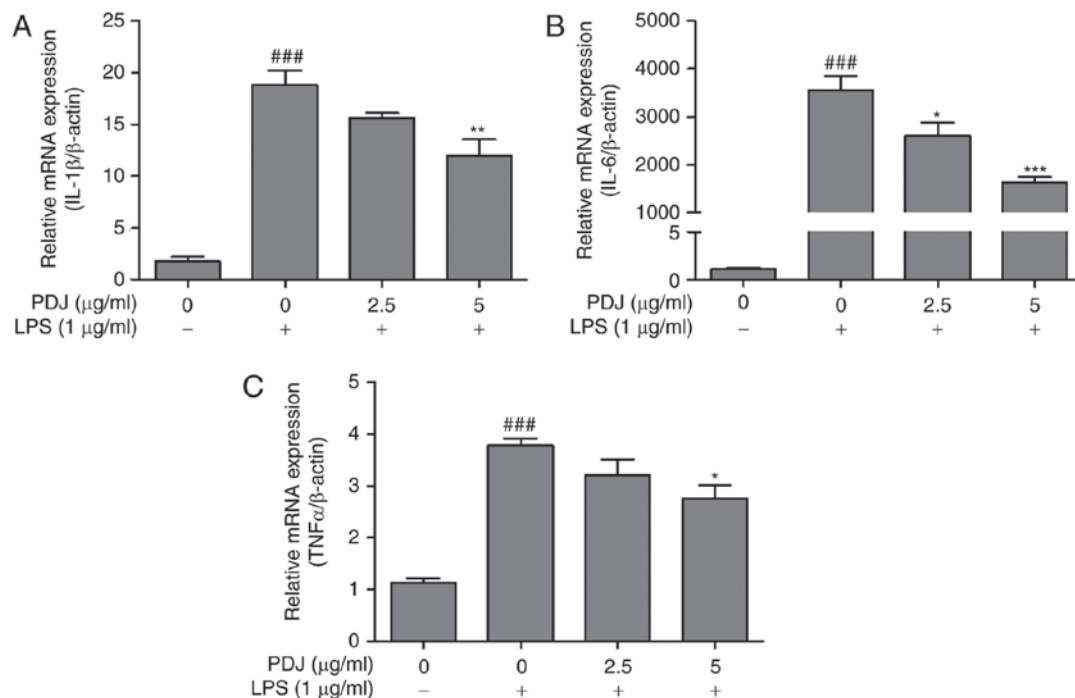 A
Relative mRNA expression
(IL-1β/β-actin)
25
20
15
10
5
0
###
**
PDJ (μg/ml) 0 0 2.5 5
LPS (1 μg/ml) – + + +
B
Relative mRNA expression
(IL-6/β-actin)
5000
4000
3000
2000
1000
5
0
###
*
***
PDJ (μg/ml) 0 0 2.5 5
LPS (1 μg/ml) – + + +
C
Relative mRNA expression
(TNFα/β-actin)
5
4
3
2
1
0
###
*
PDJ (μg/ml) 0 0 2.5 5
LPS (1 μg/ml) – + + +